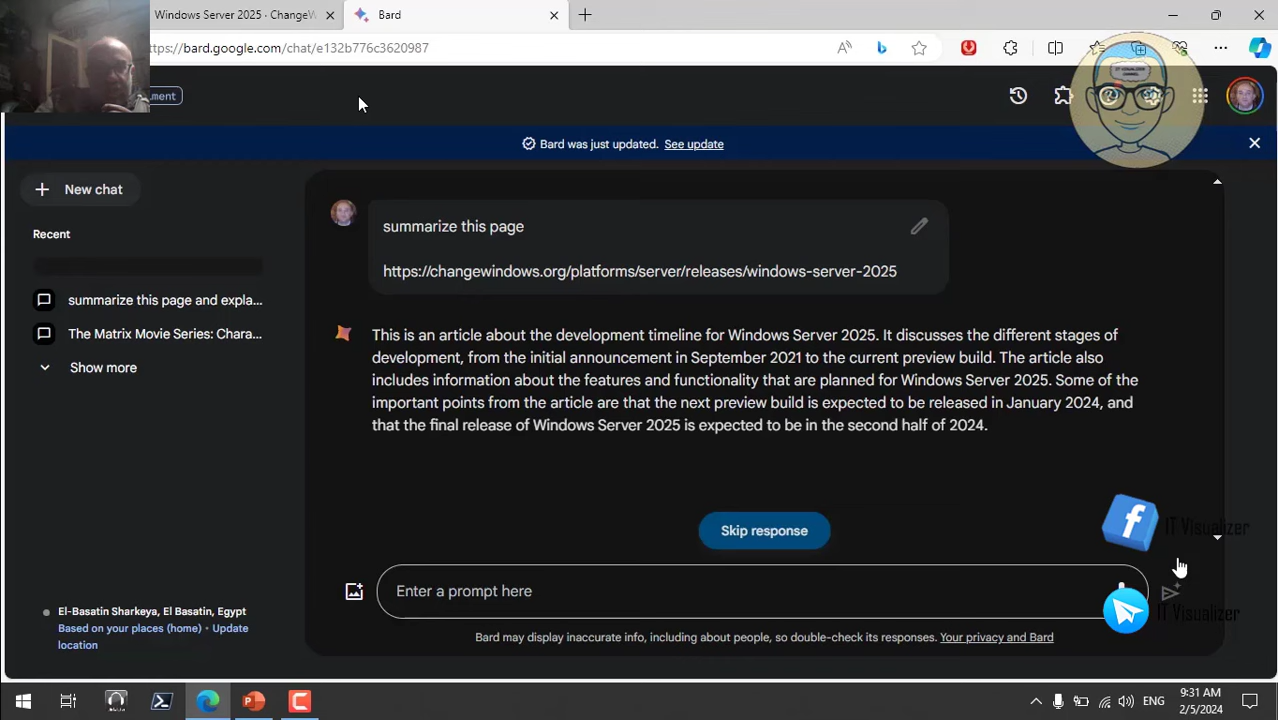 Windows Server 2025 - ChangeW
Bard
ttps://bard.google.com/chat/e132b776c3620987
ment
IT VISUALIZER
CHANNEL
Bard was just updated. See update
New chat
Recent
summarize this page and expla...
The Matrix Movie Series: Chara...
Show more
summarize this page
https://changewindows.org/platforms/server/releases/windows-server-2025
This is an article about the development timeline for Windows Server 2025. It discusses the different stages of
development, from the initial announcement in September 2021 to the current preview build. The article also
includes information about the features and functionality that are planned for Windows Server 2025. Some of the
important points from the article are that the next preview build is expected to be released in January 2024, and
that the final release of Windows Server 2025 is expected to be in the second half of 2024.
Skip response
IT Visualizer
Enter a prompt here
IT Visualizer
Bard may display inaccurate info, including about people, so double-check its responses. Your privacy and Bard
El-Basatin Sharkeya, El Basatin, Egypt
Based on your places (home) • Update
location
ENG
9:31 AM
2/5/2024